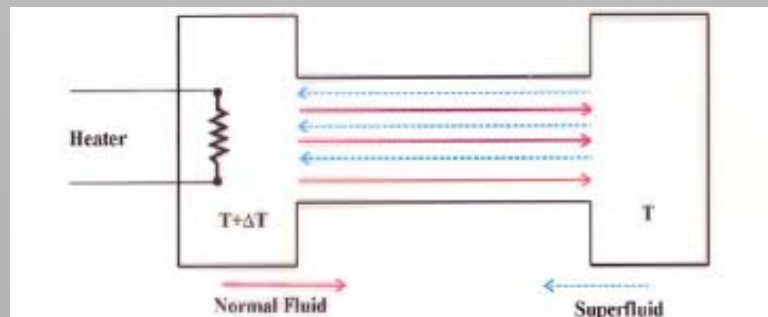 Heater
T+ΔT
T
Normal Fluid
Superfluid